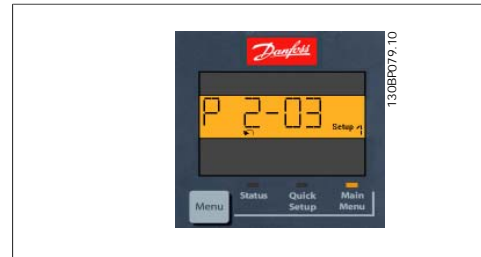 Danfoss
P 2-03
Setup 1
Status Quick Setup Main Menu
Menu
130BP079.10